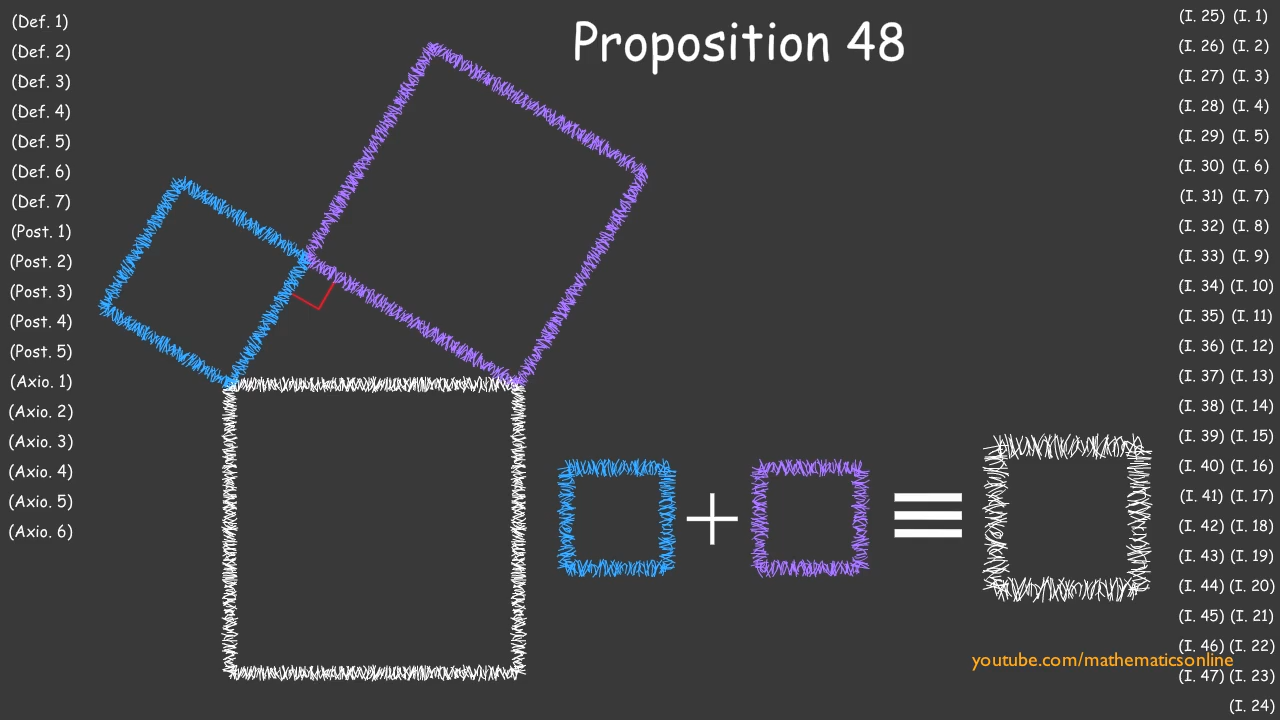 Proposition 48
(Def. 1)
(Def. 2)
(Def. 3)
(Def. 4)
(Def. 5)
(Def. 6)
(Def. 7)
(Post. 1)
(Post. 2)
(Post. 3)
(Post. 4)
(Post. 5)
(Axio. 1)
(Axio. 2)
(Axio. 3)
(Axio. 4)
(Axio. 5)
(Axio. 6)
+ ≡
(I. 25) (I. 1)
(I. 26) (I. 2)
(I. 27) (I. 3)
(I. 28) (I. 4)
(I. 29) (I. 5)
(I. 30) (I. 6)
(I. 31) (I. 7)
(I. 32) (I. 8)
(I. 33) (I. 9)
(I. 34) (I. 10)
(I. 35) (I. 11)
(I. 36) (I. 12)
(I. 37) (I. 13)
(I. 38) (I. 14)
(I. 39) (I. 15)
(I. 40) (I. 16)
(I. 41) (I. 17)
(I. 42) (I. 18)
(I. 43) (I. 19)
(I. 44) (I. 20)
(I. 45) (I. 21)
(I. 46) (I. 22)
youtube.com/mathematicsonline
(I. 47) (I. 23)
(I. 24)